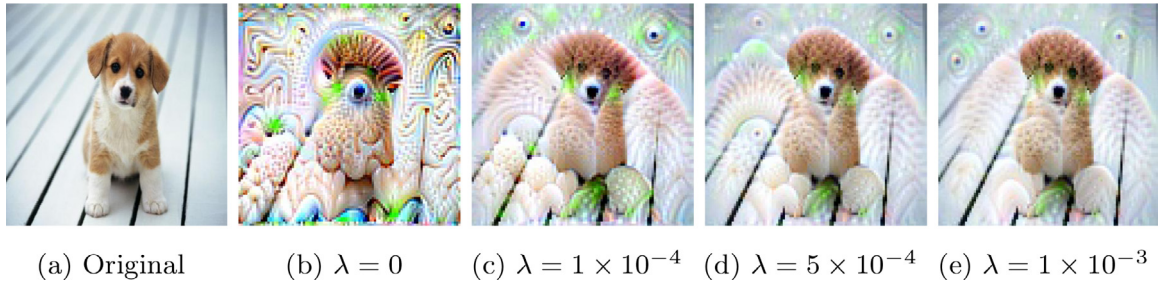 (a) Original (b) λ = 0 (c) λ = 1 × 10⁻⁴ (d) λ = 5 × 10⁻⁴ (e) λ = 1 × 10⁻³